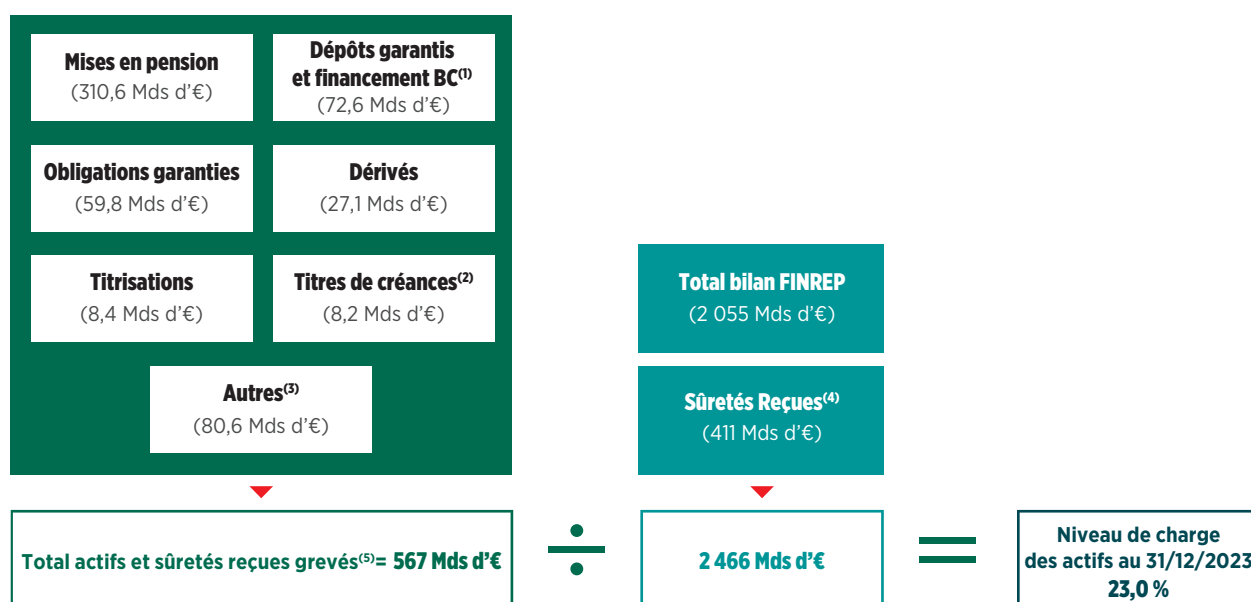 Mises en pension
(310,6 Mds d'€)
Dépôts garantis
et financement BC(1)
(72,6 Mds d'€)
Obligations garanties
(59,8 Mds d'€)
Dérivés
(27,1 Mds d'€)
Titrisations
(8,4 Mds d'€)
Titres de créances(2)
(8,2 Mds d'€)
Autres(3)
(80,6 Mds d'€)
Total bilan FINREP
(2 055 Mds d'€)
Sûretés Reçues(4)
(411 Mds d'€)
Total actifs et sûretés reçues grevés(5)= 567 Mds d'€
÷
2 466 Mds d'€
=
Niveau de charge
des actifs au 31/12/2023
23,0 %